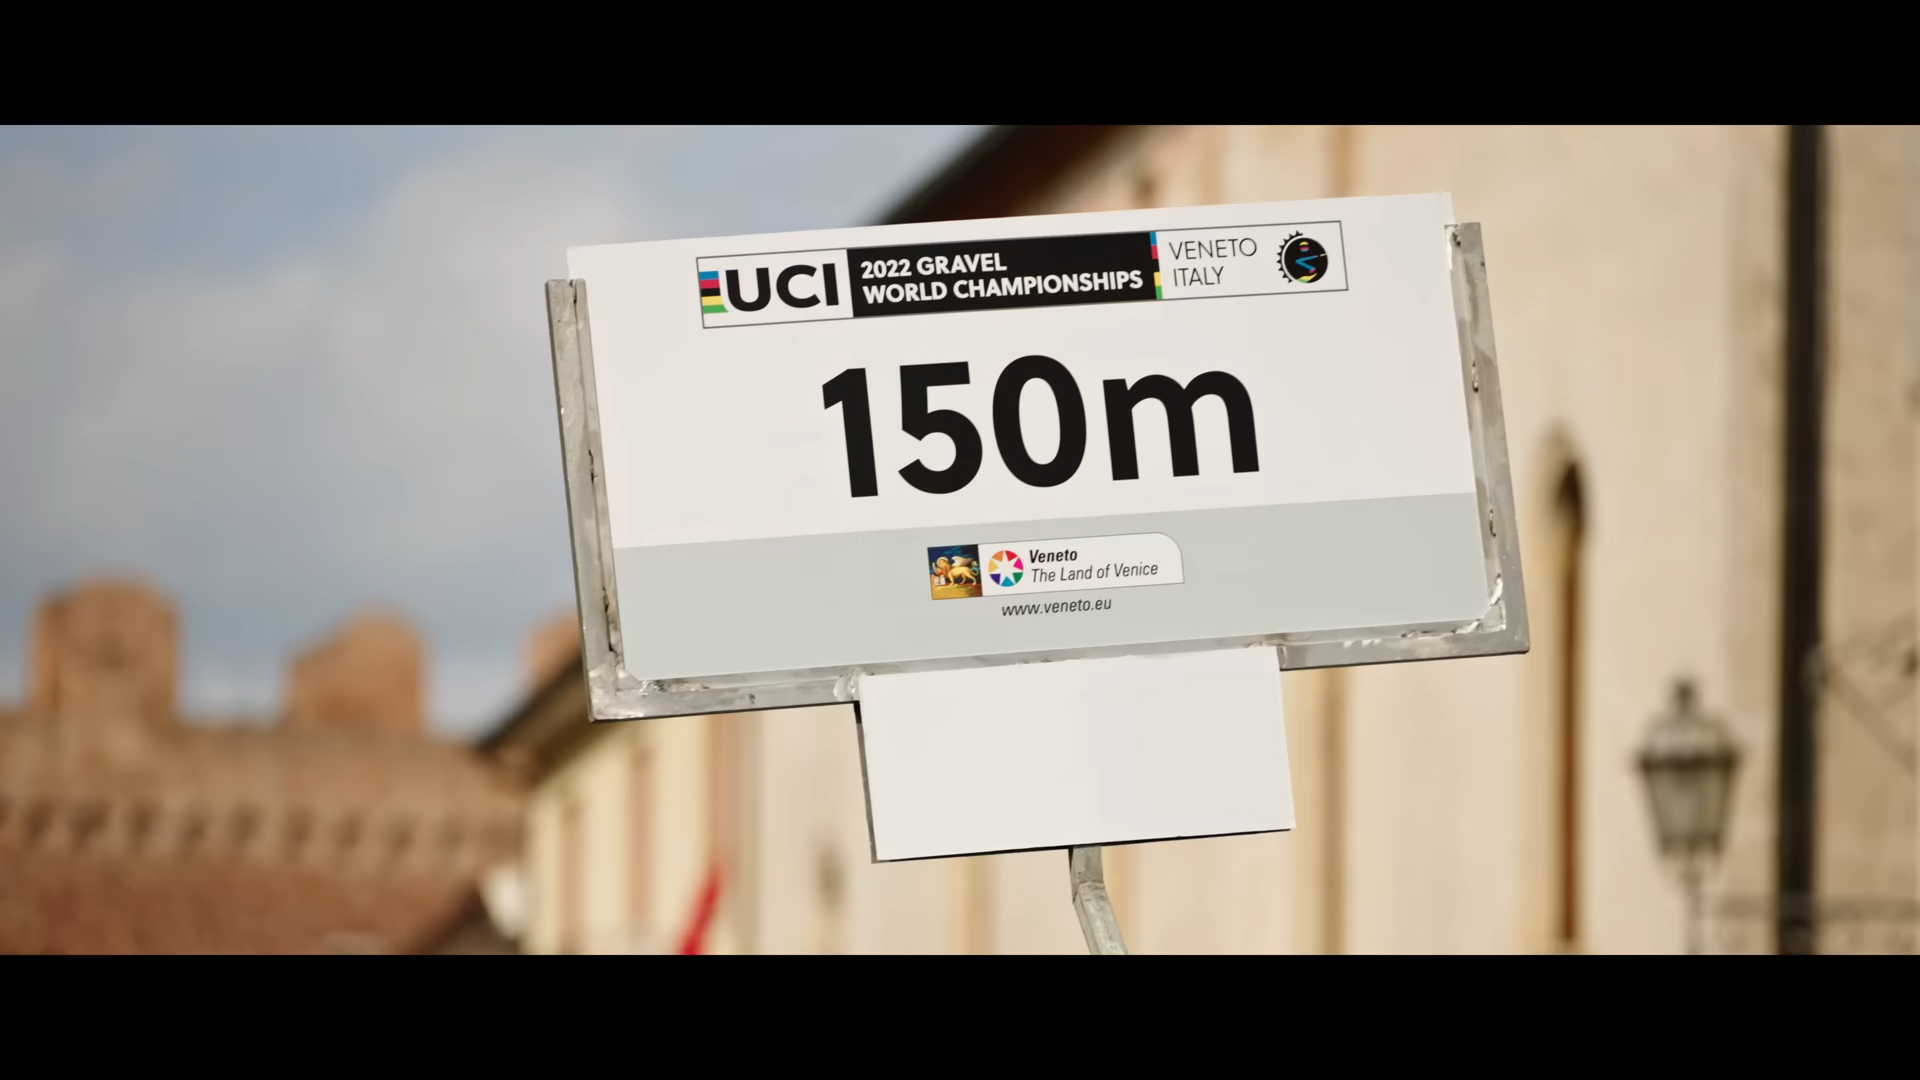 UCI
2022 GRAVEL
WORLD CHAMPIONSHIPS
VENETO
ITALY
150m
Veneto
The Land of Venice
www.veneto.eu